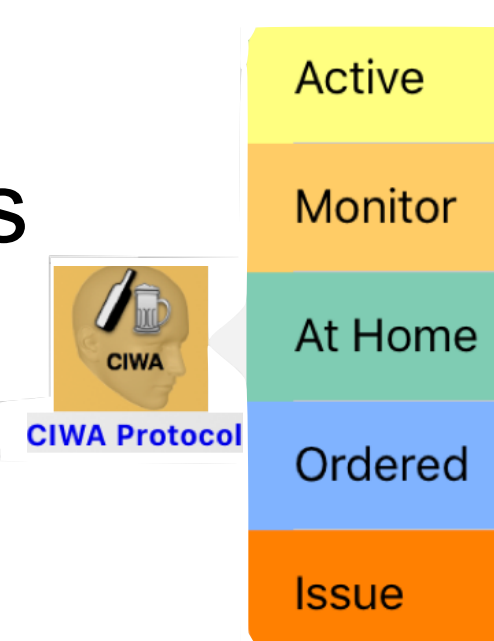 s
CIWA
CIWA Protocol
Active
Monitor
At Home
Ordered
Issue